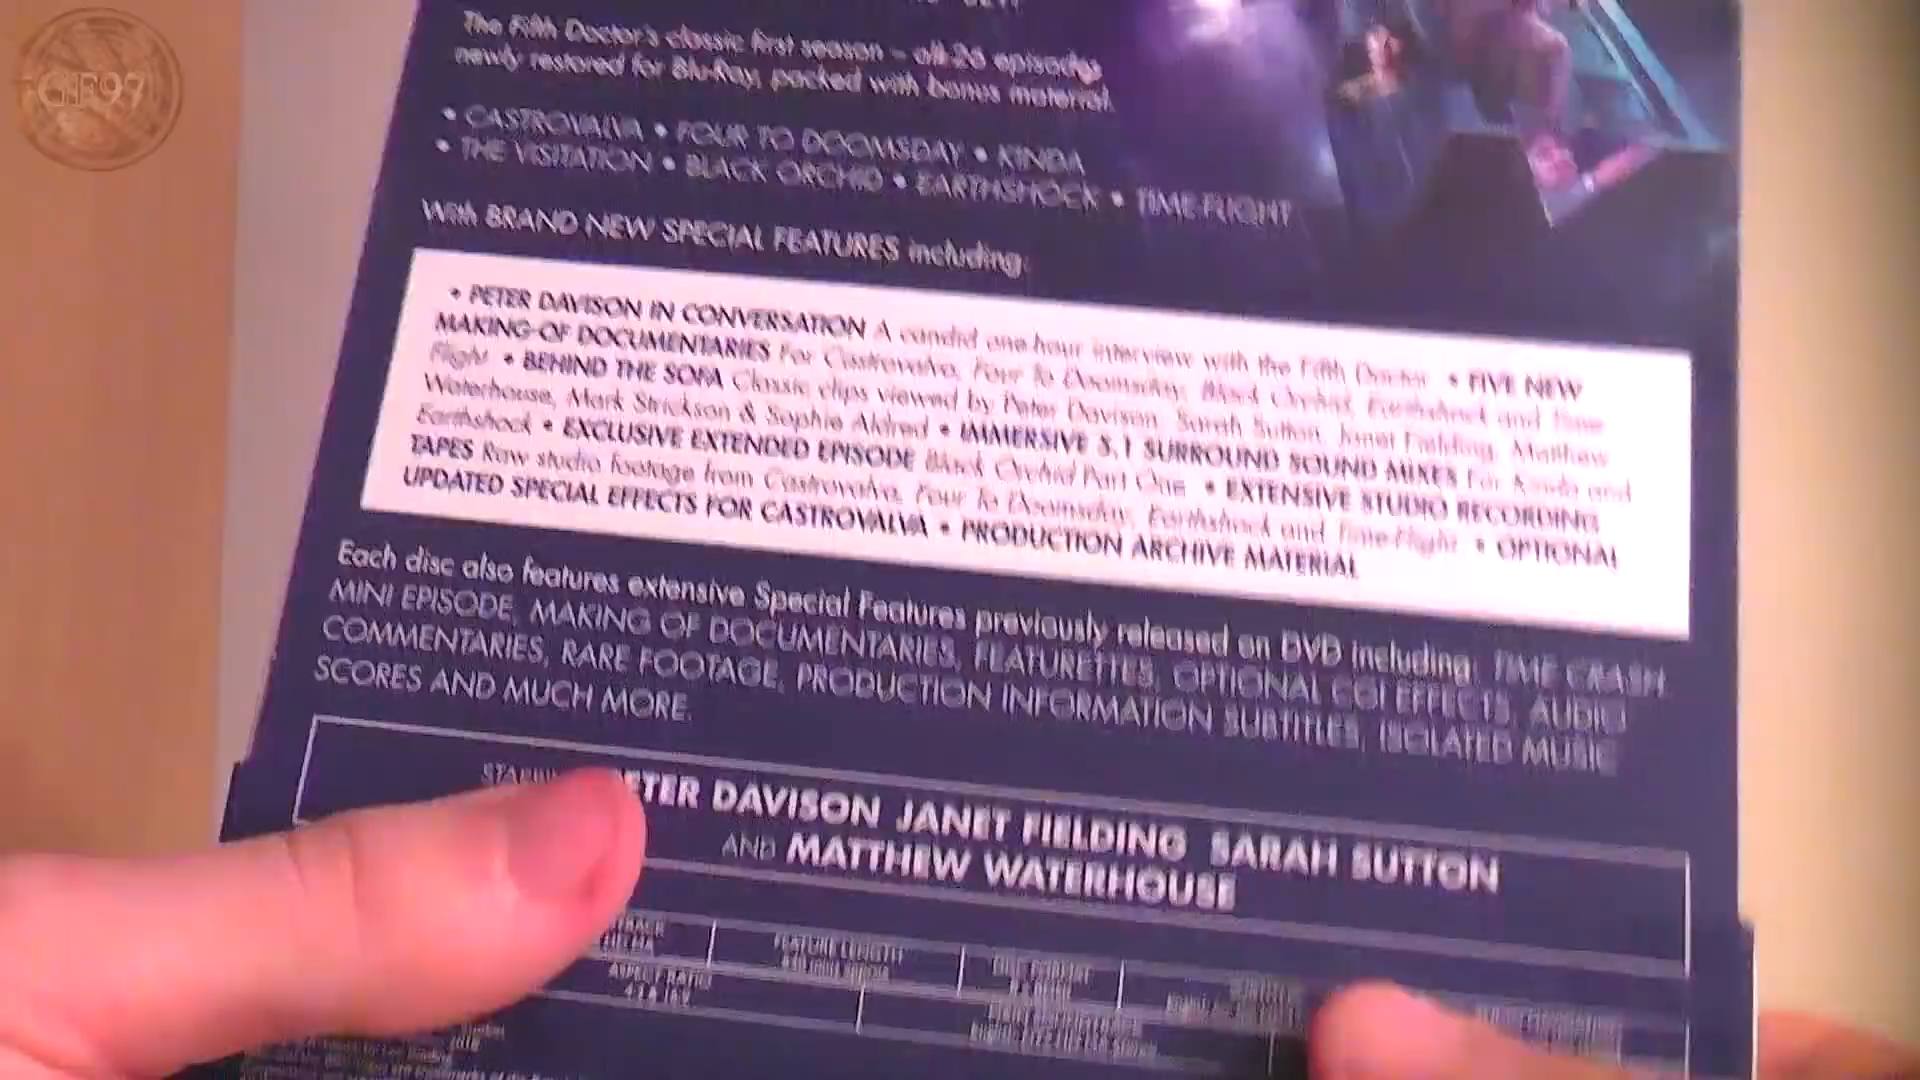 GIF97
The Fifth Doctor's classic first season – all 26 episodes
newly restored for Blu-Ray, packed with bonus material.
• CASTROVALVA • FOUR TO DOOMSDAY • KINDA
• THE VISITATION • BLACK ORCHID • EARTHSHOCK • TIME-FLIGHT
With BRAND NEW SPECIAL FEATURES including:
• PETER DAVISON IN CONVERSATION A candid one-hour interview with the Fifth Doctor • FIVE NEW
MAKING-OF DOCUMENTARIES For Castrovalva, Four To Doomsday, Black Orchid, Earthshock and Time-
Flight • BEHIND THE SOFA Classic clips viewed by Peter Davison, Sarah Sutton, Janet Fielding, Matthew
Waterhouse, Mark Strickson & Sophie Aldred • IMMERSIVE 5.1 SURROUND SOUND MIXES For Kinda and
Earthshock • EXCLUSIVE EXTENDED EPISODE Black Orchid Part One • EXTENSIVE STUDIO RECORDING
TAPES Raw studio footage from Castrovalva, Four To Doomsday, Earthshock and Time-Flight • OPTIONAL
UPDATED SPECIAL EFFECTS FOR CASTROVALVA • PRODUCTION ARCHIVE MATERIAL
Each disc also features extensive Special Features previously released on DVD including: TIME CRASH
MINI EPISODE, MAKING OF DOCUMENTARIES, FEATURETTES, OPTIONAL CGI EFFECTS, AUDIO
COMMENTARIES, RARE FOOTAGE, PRODUCTION INFORMATION SUBTITLES, ISOLATED MUSIC
SCORES AND MUCH MORE.
PETER DAVISON JANET FIELDING SARAH SUTTON
AND MATTHEW WATERHOUSE
FEATURE LENGTH
ASPECT RATIO